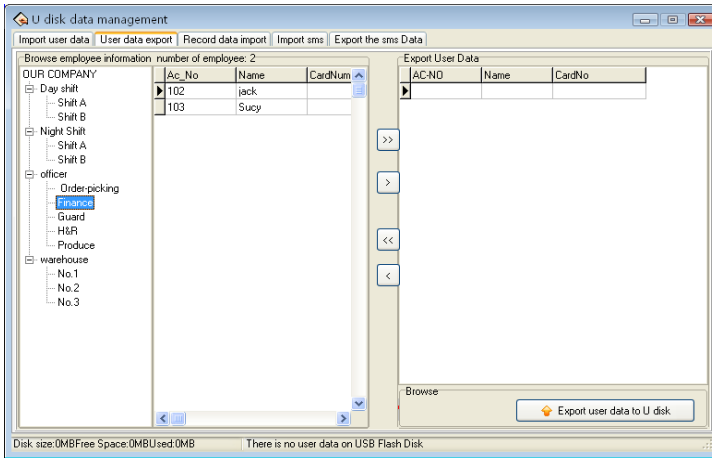 U disk data management
Import user data User data export Record data import Import sms Export the sms Data
Browse employee information number of employee: 2
OUR COMPANY
Day shift
Shift A
Shift B
Night Shift
Shift A
Shift B
officer
Order-picking
Finance
Guard
H&R
Produce
warehouse
No.1
No.2
No.3
Ac_No Name CardNum
102 jack
103 Sucy
>>
>
<<
<
Export User Data
AC-NO Name CardNo
Browse
Export user data to U disk
Disk size:0MBFree Space:0MBUsed:0MB There is no user data on USB Flash Disk